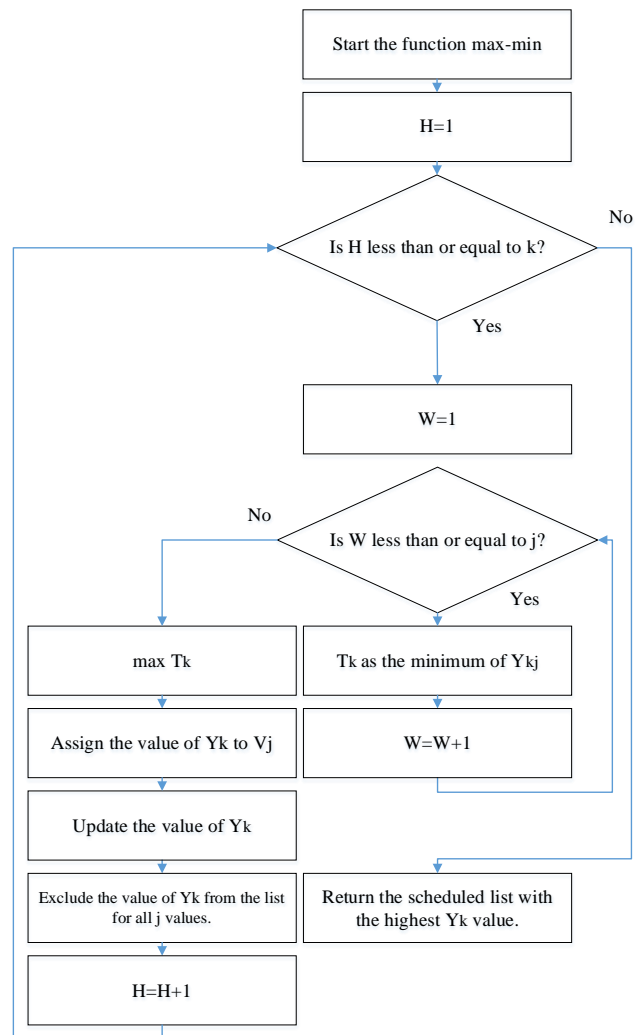 Start the function max-min
H=1
Is H less than or equal to k?
No
Yes
W=1
No
Is W less than or equal to j?
Yes
max Tk
Tk as the minimum of Ykj
Assign the value of Yk to Vj
W=W+1
Update the value of Yk
Exclude the value of Yk from the list
for all j values.
Return the scheduled list with
the highest Yk value.
H=H+1